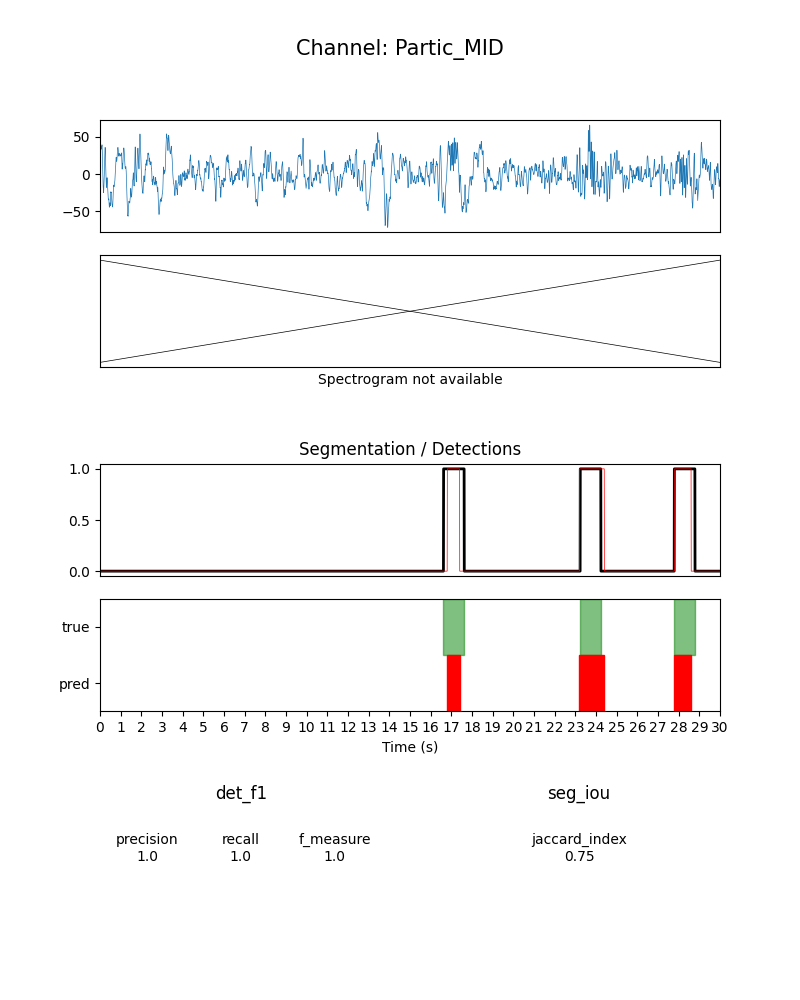 Channel: Partic_MID
50
0
−50
Spectrogram not available
Segmentation / Detections
1.0
0.5
0.0
true
pred
0 1 2 3 4 5 6 7 8 9 10 11 12 13 14 15 16 17 18 19 20 21 22 23 24 25 26 27 28 29 30
Time (s)
det_f1 seg_iou
precision recall f_measure jaccard_index
1.0 1.0 1.0 0.75